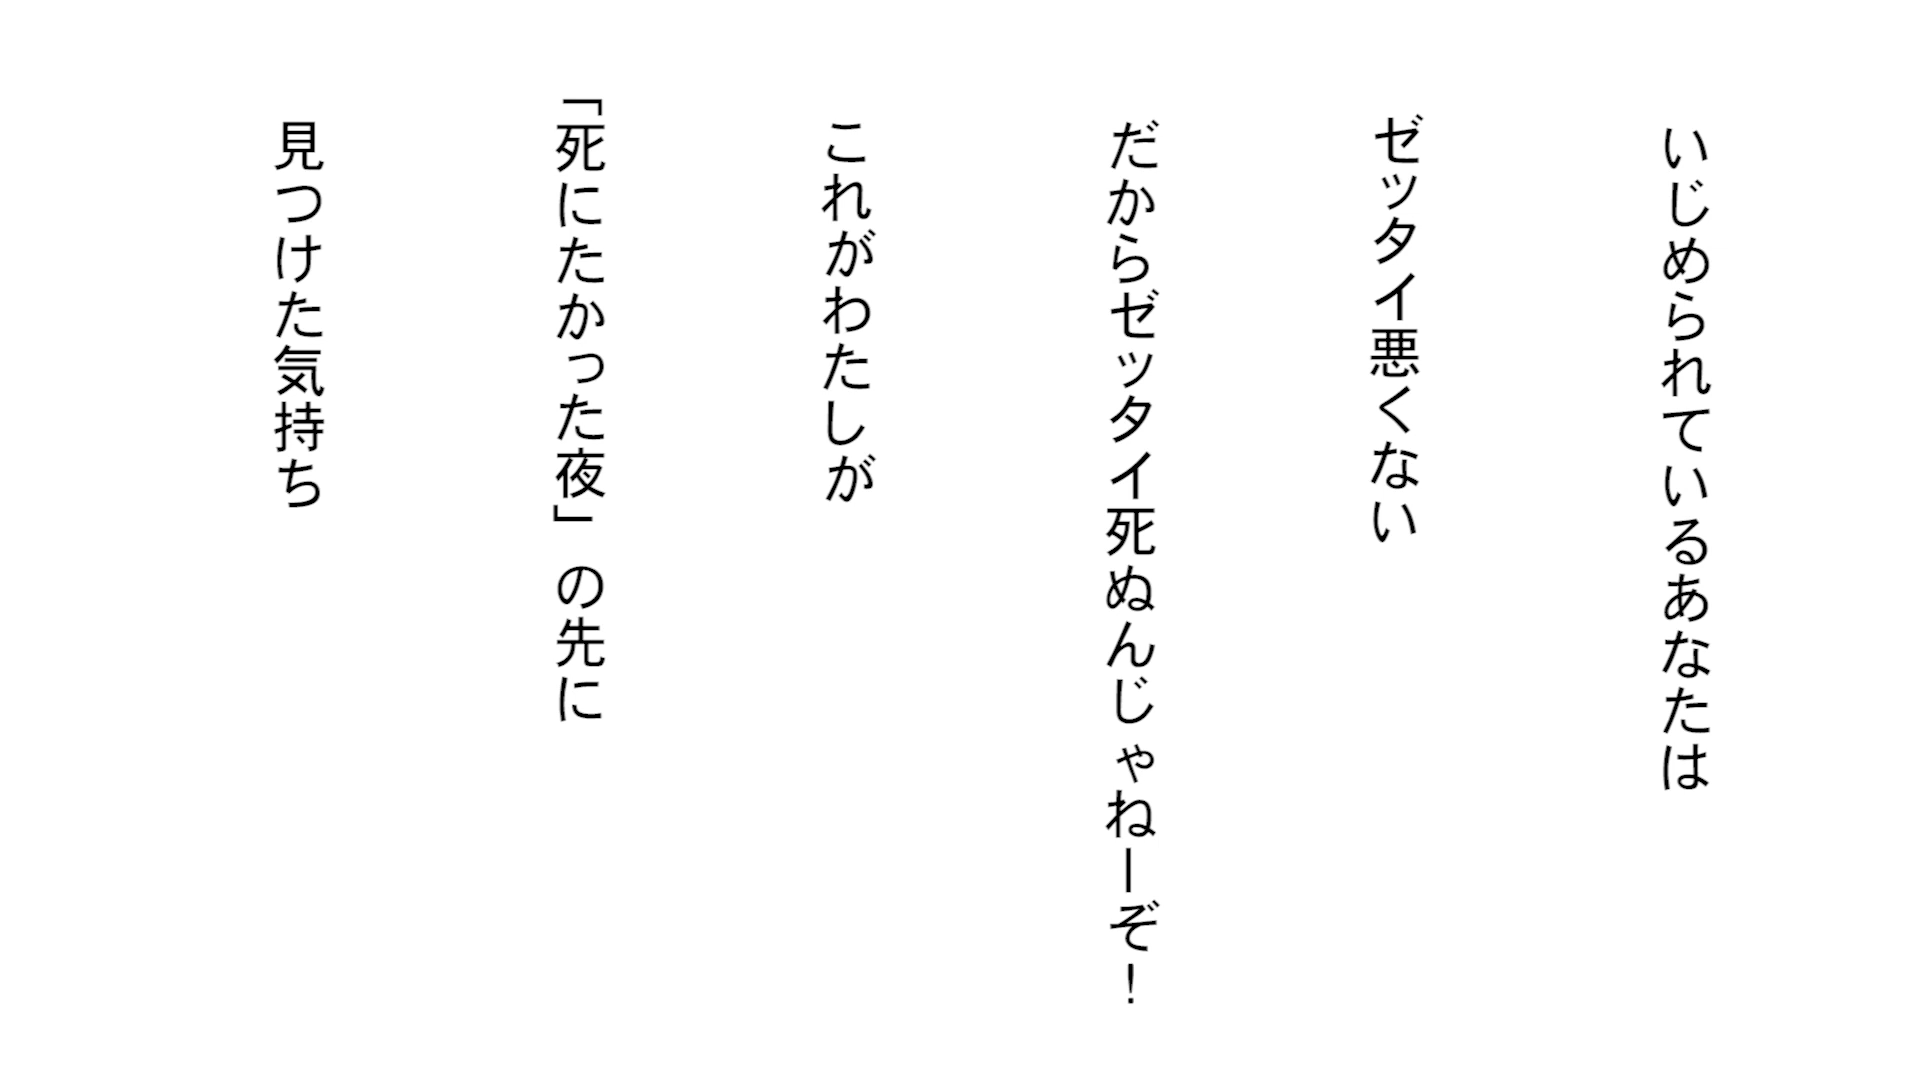 いじめられているあなたは
ゼッタイ悪くない
だからゼッタイ死ぬんじゃねーぞ！
これがわたしが
「死にたかった夜」の先に
見つけた気持ち